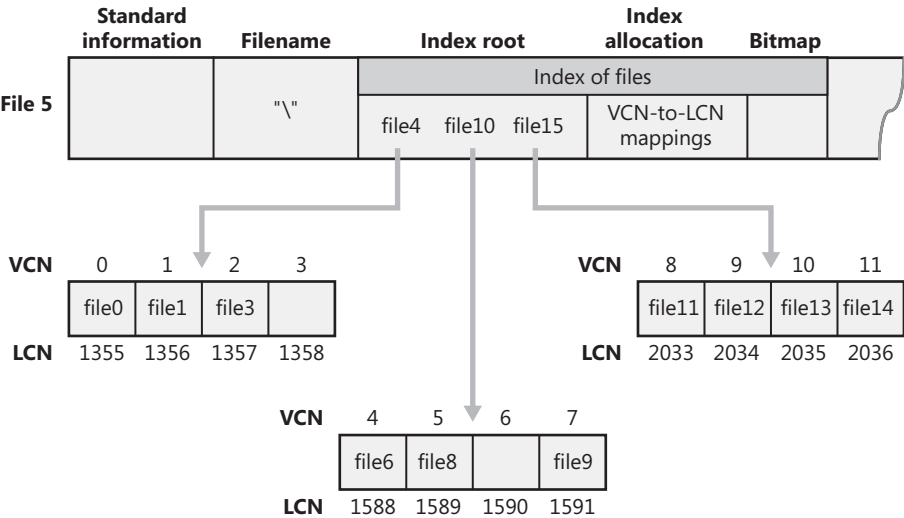 Standard information Filename Index root Index allocation Bitmap
Index of files
File 5
"\"
file4 file10 file15
VCN-to-LCN mappings
VCN 0 1 2 3
file0 file1 file3
LCN 1355 1356 1357 1358
VCN 8 9 10 11
file11 file12 file13 file14
LCN 2033 2034 2035 2036
VCN 4 5 6 7
file6 file8 file9
LCN 1588 1589 1590 1591